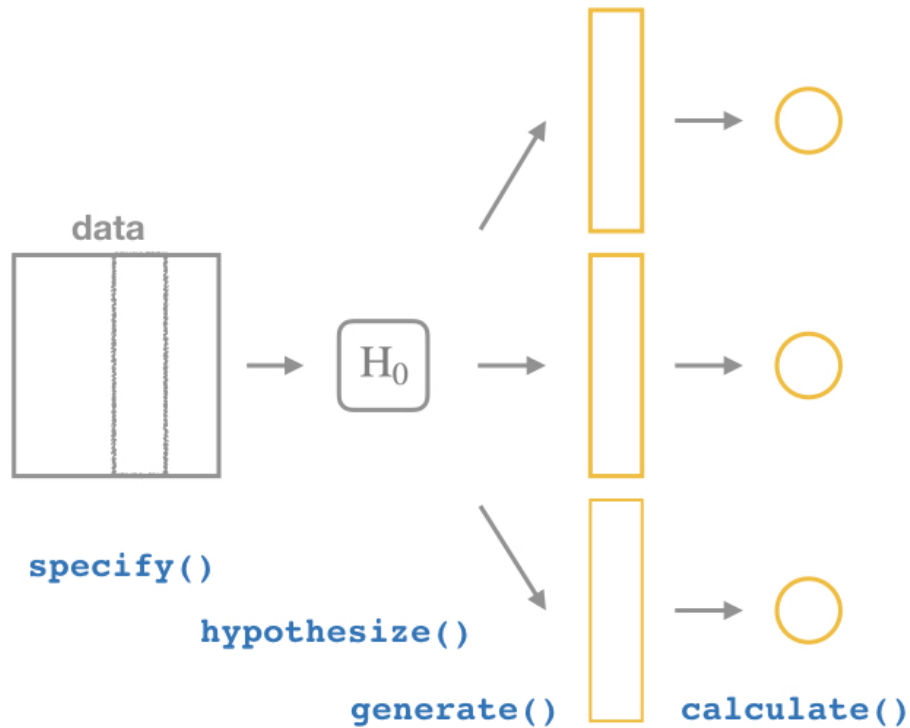 data
H₀
specify()
hypothesize()
generate()
calculate()